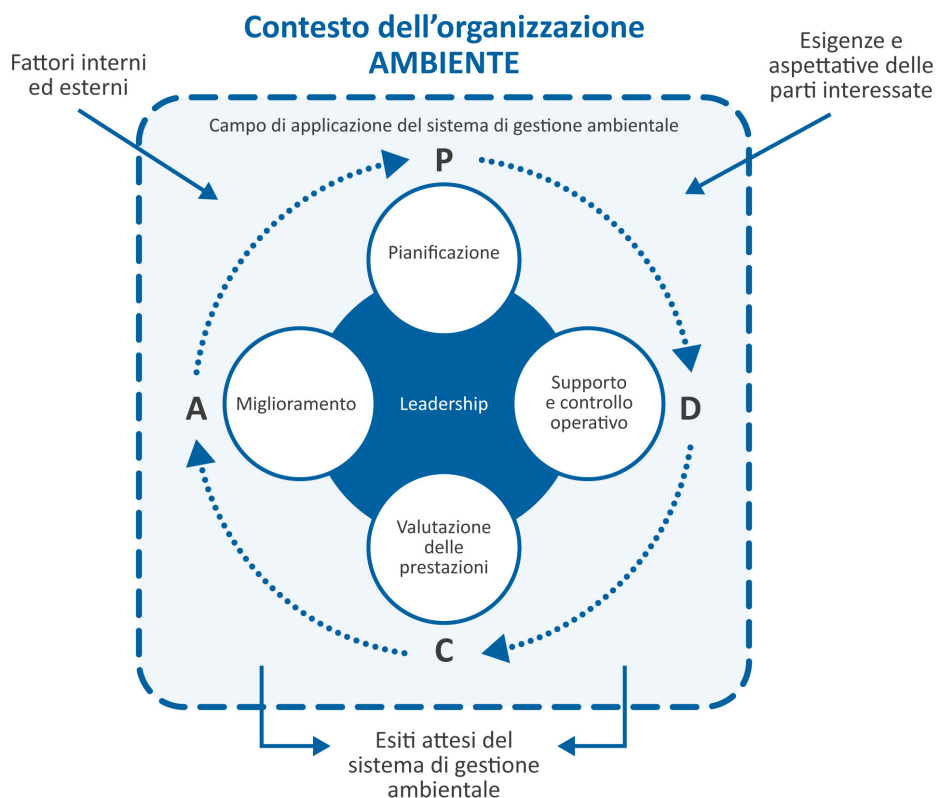 Contesto dell'organizzazione
AMBIENTE
Fattori interni
ed esterni
Esigenze e
aspettative delle
parti interessate
Campo di applicazione del sistema di gestione ambientale
P
Pianificazione
A
Miglioramento
Leadership
Supporto
e controllo
operativo
D
Valutazione
delle
prestazioni
C
Esiti attesi del
sistema di gestione
ambientale